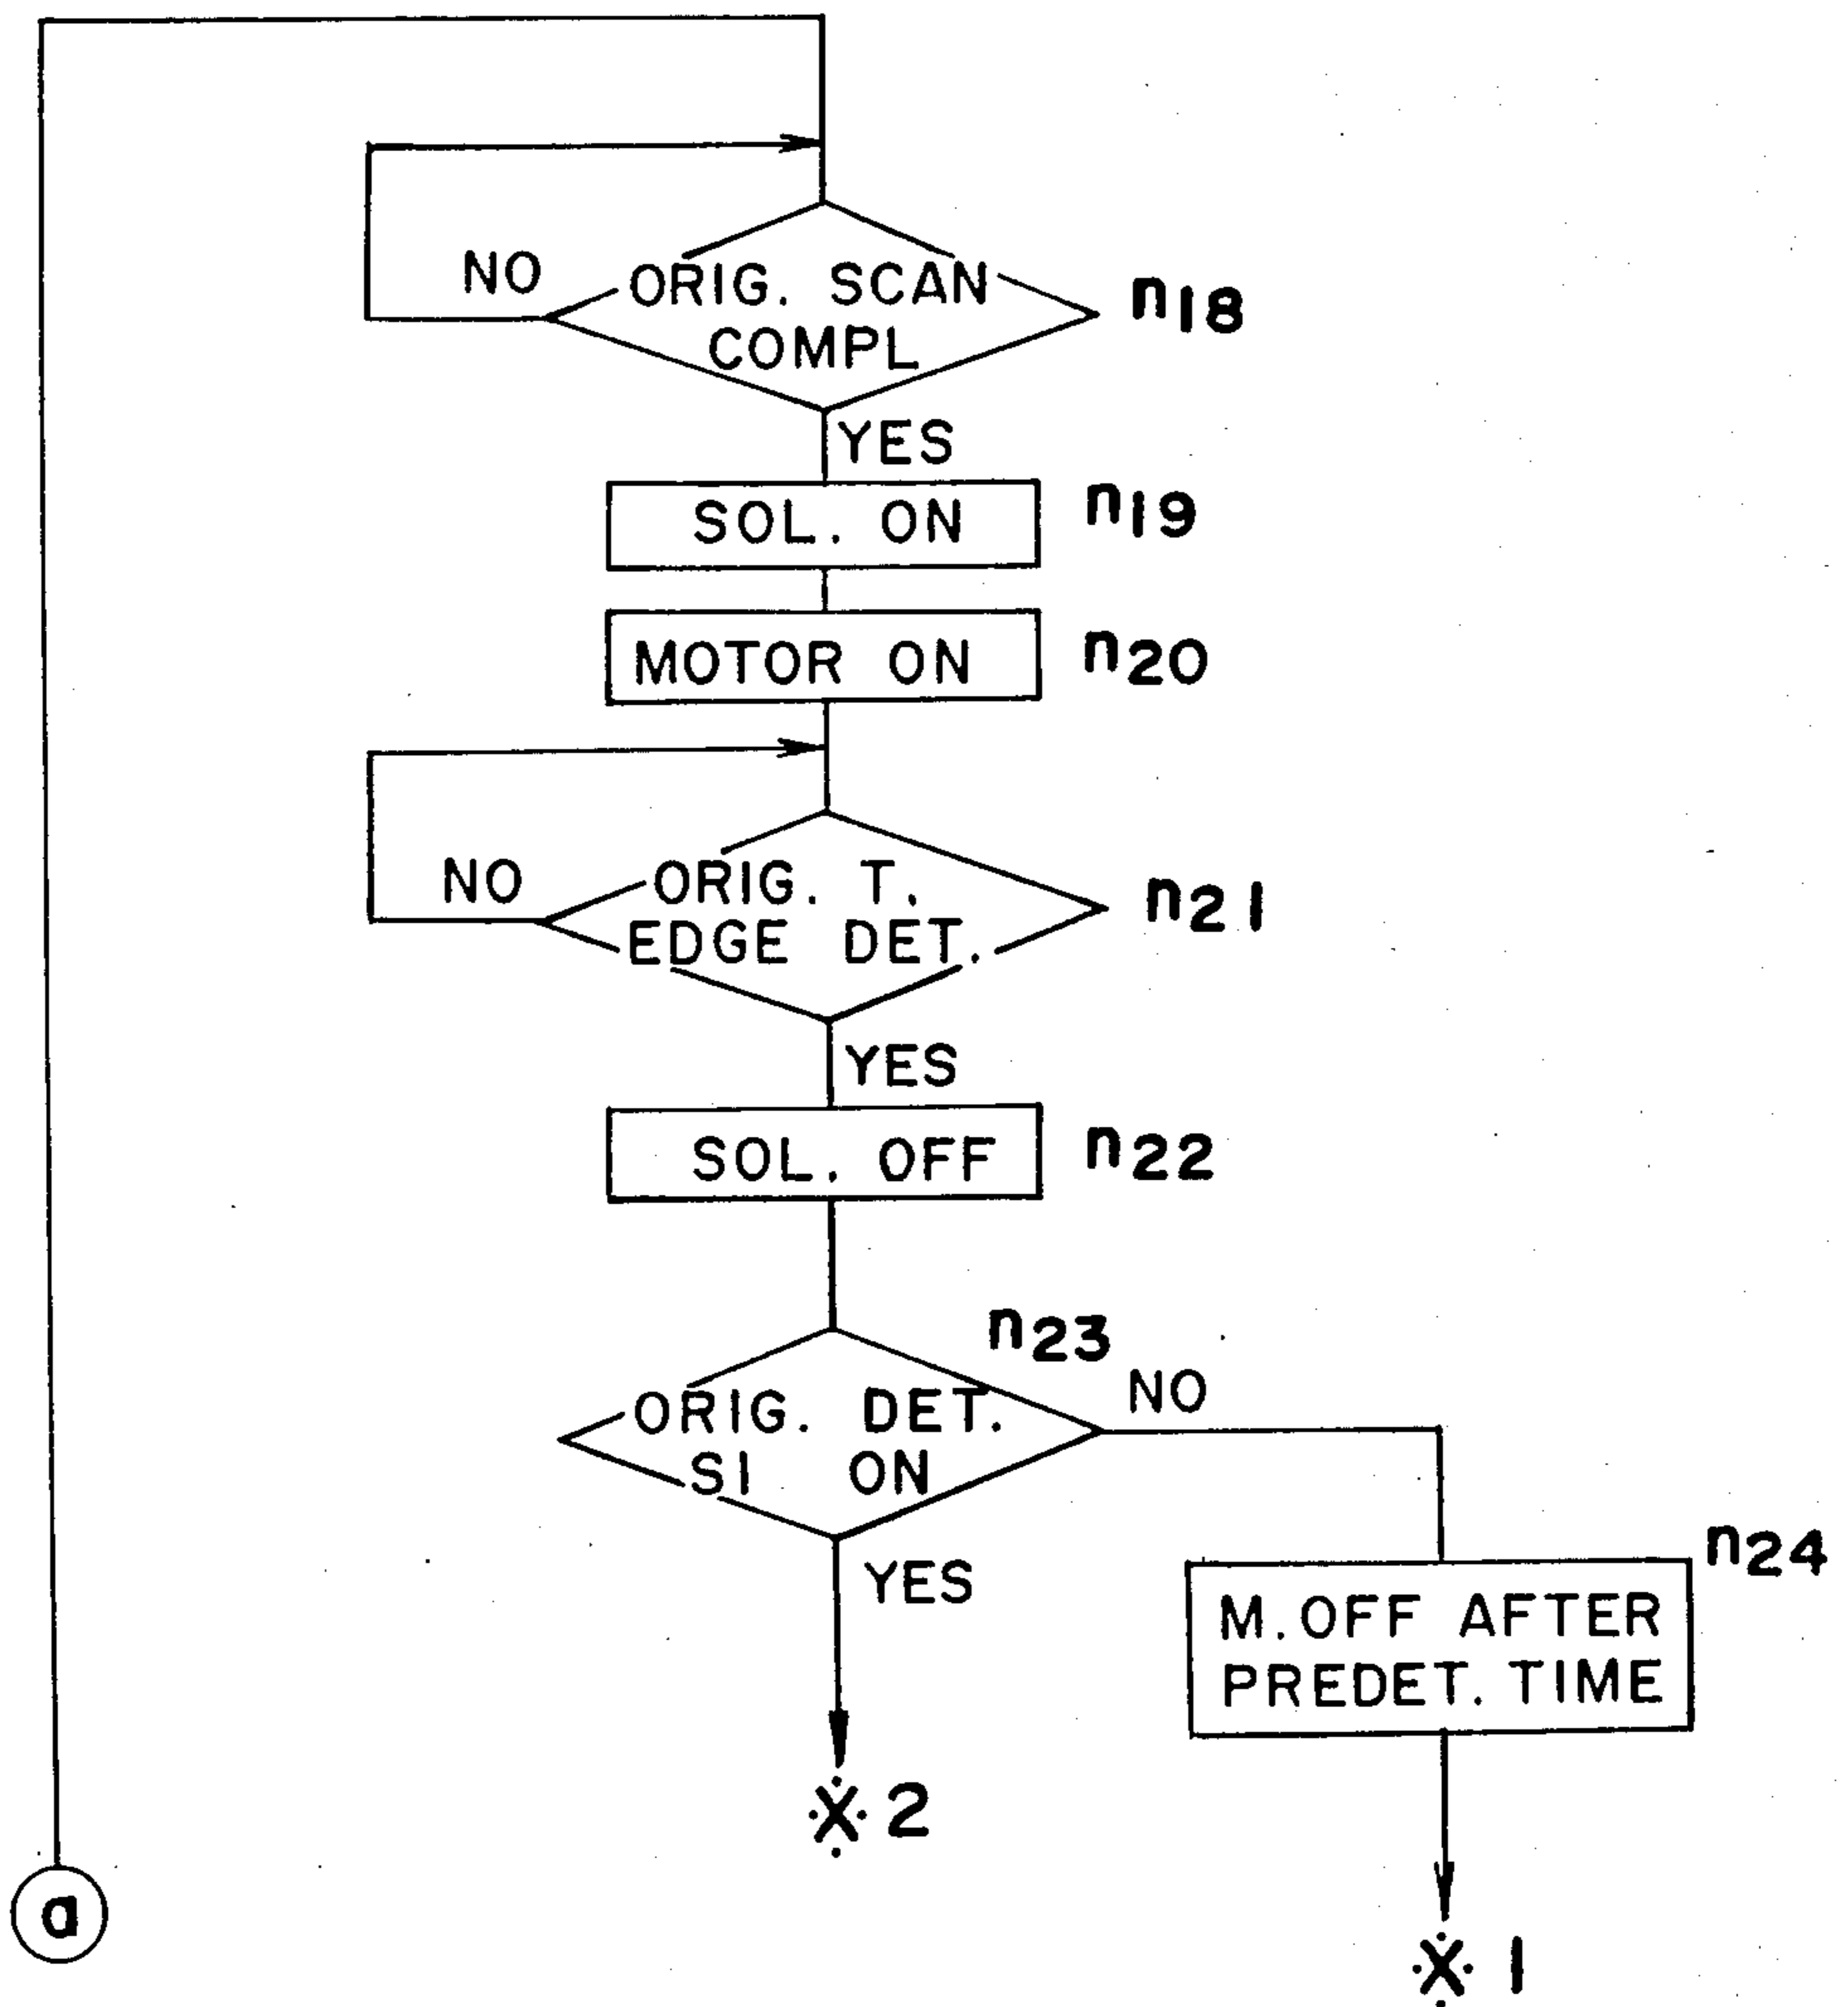 NO
ORIG. SCAN
COMPL
n18
YES
SOL. ON
n19
MOTOR ON
n20
NO
ORIG. T.
EDGE DET.
n21
YES
SOL. OFF
n22
n23
ORIG. DET.
S1 ON
NO
YES
n24
M. OFF AFTER
PREDET. TIME
※2
a
※1